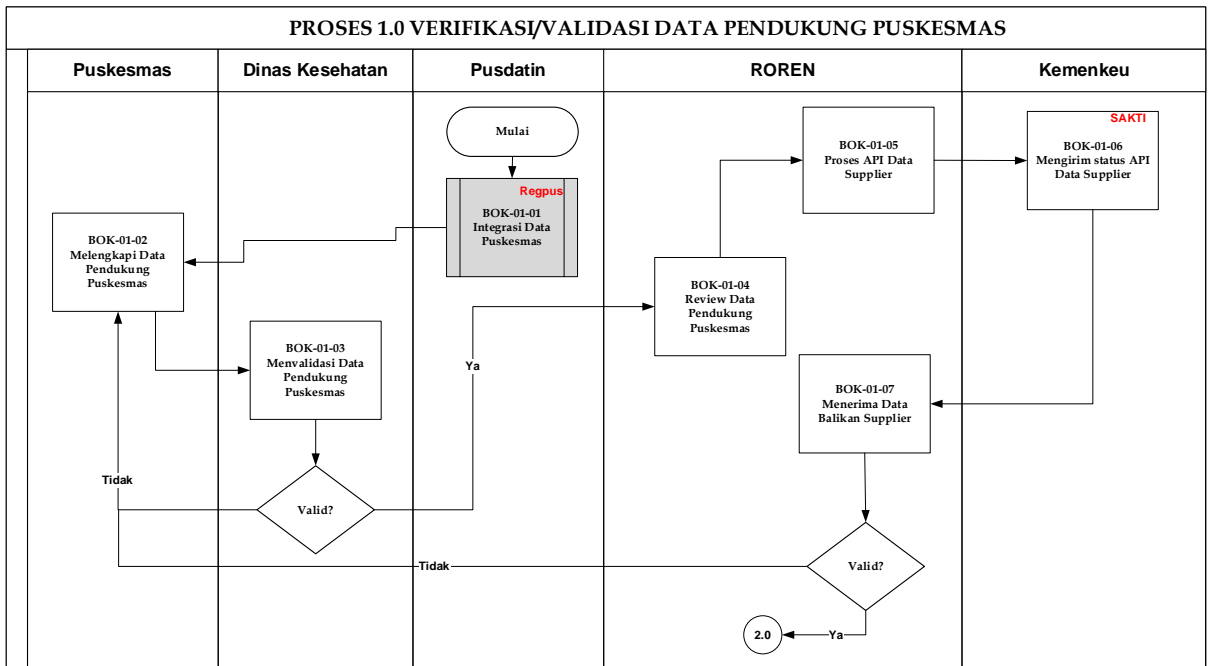 PROSES 1.0 VERIFIKASI/VALIDASI DATA PENDUKUNG PUSKESMAS
Puskesmas
Dinas Kesehatan
Pusdatin
ROREN
Kemenkeu
Mulai
Regpus
BOK-01-01
Integrasi Data
Puskesmas
BOK-01-02
Melengkapi Data
Pendukung
Puskesmas
BOK-01-03
Menvalidasi Data
Pendukung
Puskesmas
Valid?
Tidak
Ya
BOK-01-04
Review Data
Pendukung
Puskesmas
BOK-01-05
Proses API Data
Supplier
SAKTI
BOK-01-06
Mengirim status API
Data Supplier
BOK-01-07
Menerima Data
Balikan Supplier
Valid?
Tidak
Ya
2.0